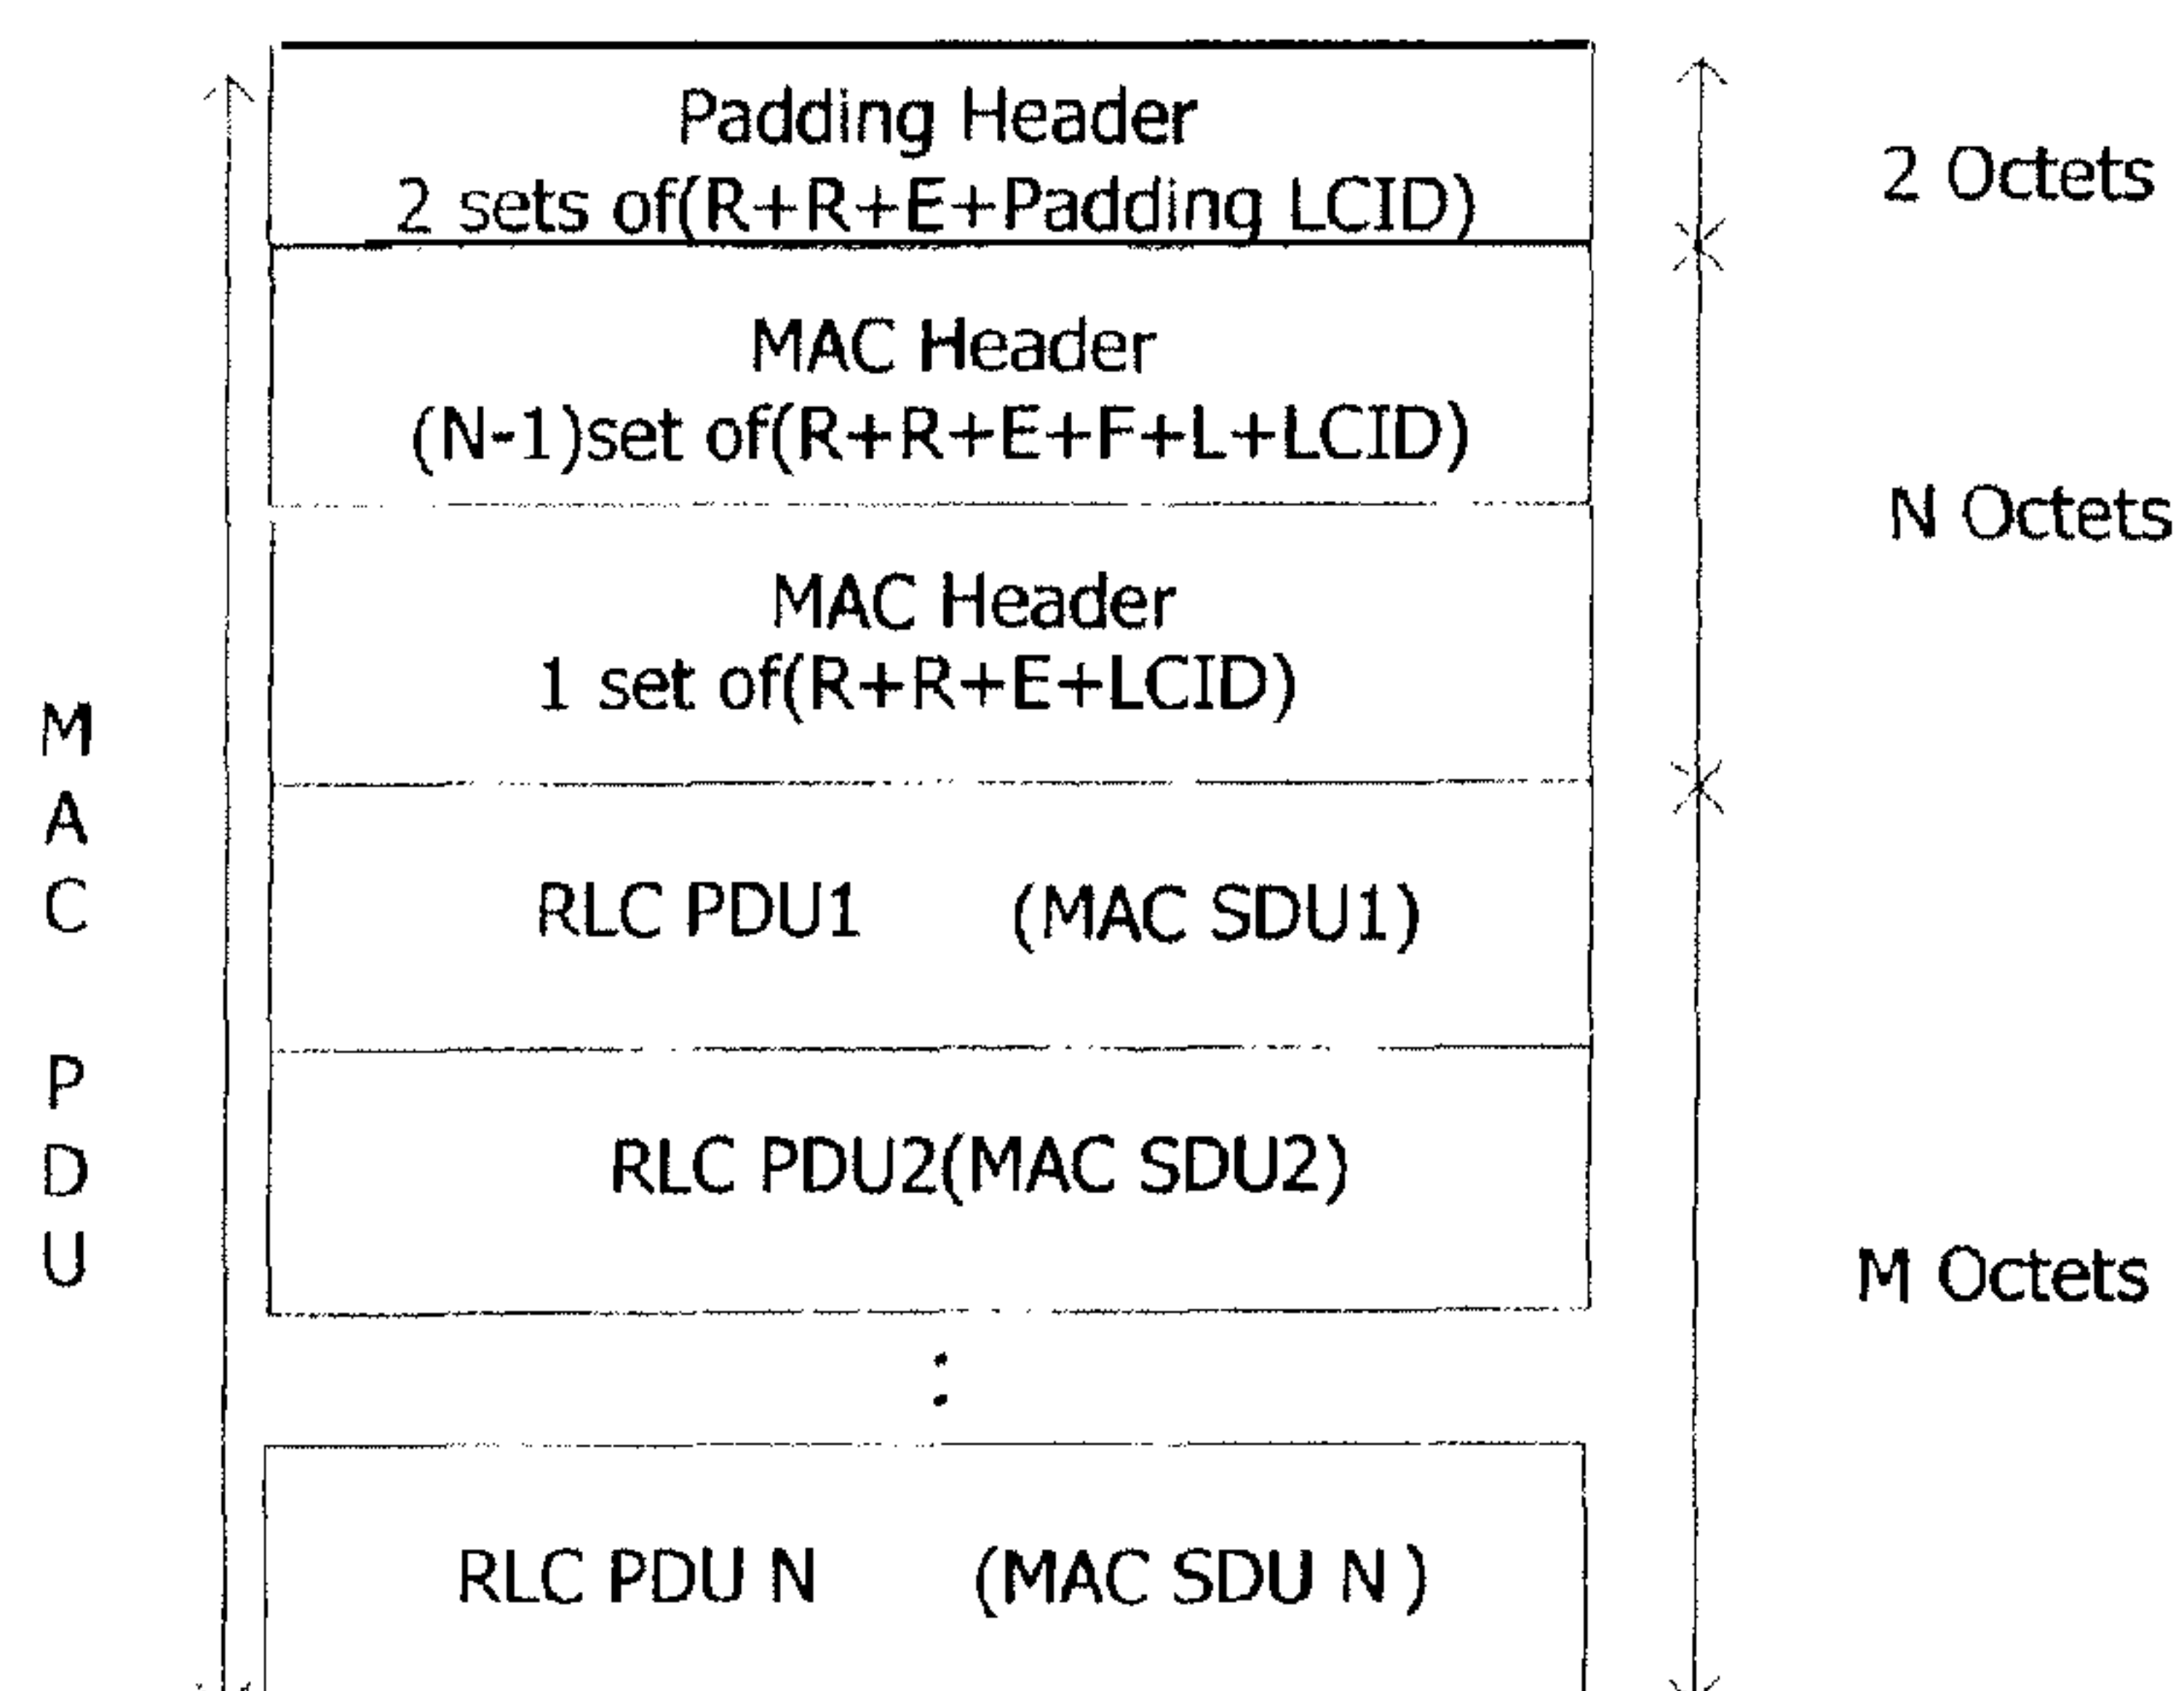 Padding Header
2 sets of(R+R+E+Padding LCID)
2 Octets
MAC Header
(N-1)set of(R+R+E+F+L+LCID)
N Octets
MAC Header
1 set of(R+R+E+LCID)
M
A
C
P
D
U
RLC PDU1 (MAC SDU1)
RLC PDU2(MAC SDU2)
M Octets
:
RLC PDU N (MAC SDU N)